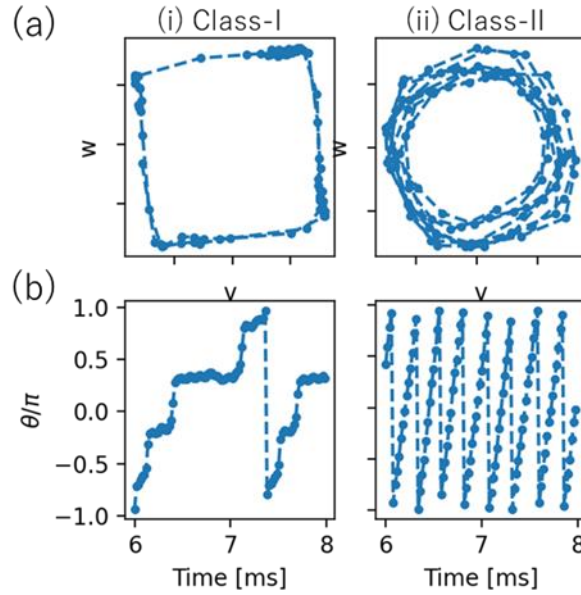 (a)
(i) Class-I
(ii) Class-II
w
w
v
v
(b)
1.0
0.5
0.0
−0.5
−1.0
θ/π
6
7
8
6
7
8
Time [ms]
Time [ms]